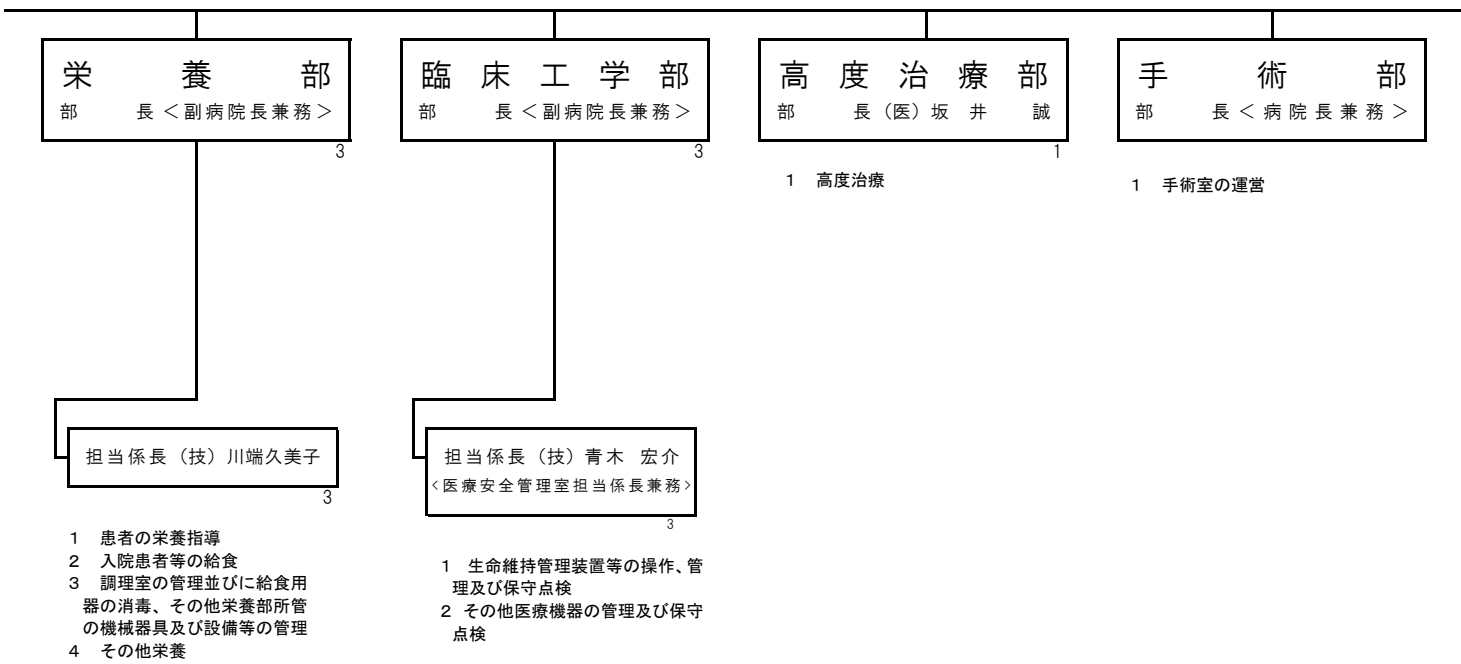 栄養部
部長＜副病院長兼務＞
3
臨床工学部
部長＜副病院長兼務＞
3
高度治療部
部長（医）坂井誠
1
手術部
部長＜病院長兼務＞
1 高度治療
1 手術室の運営
担当係長（技）川端久美子
3
1 患者の栄養指導
2 入院患者等の給食
3 調理室の管理並びに給食用
器の消毒、その他栄養部所管
の機械器具及び設備等の管理
4 その他栄養
担当係長（技）青木 宏介
＜医療安全管理室担当係長兼務＞
3
1 生命維持管理装置等の操作、管
理及び保守点検
2 その他医療機器の管理及び保守
点検